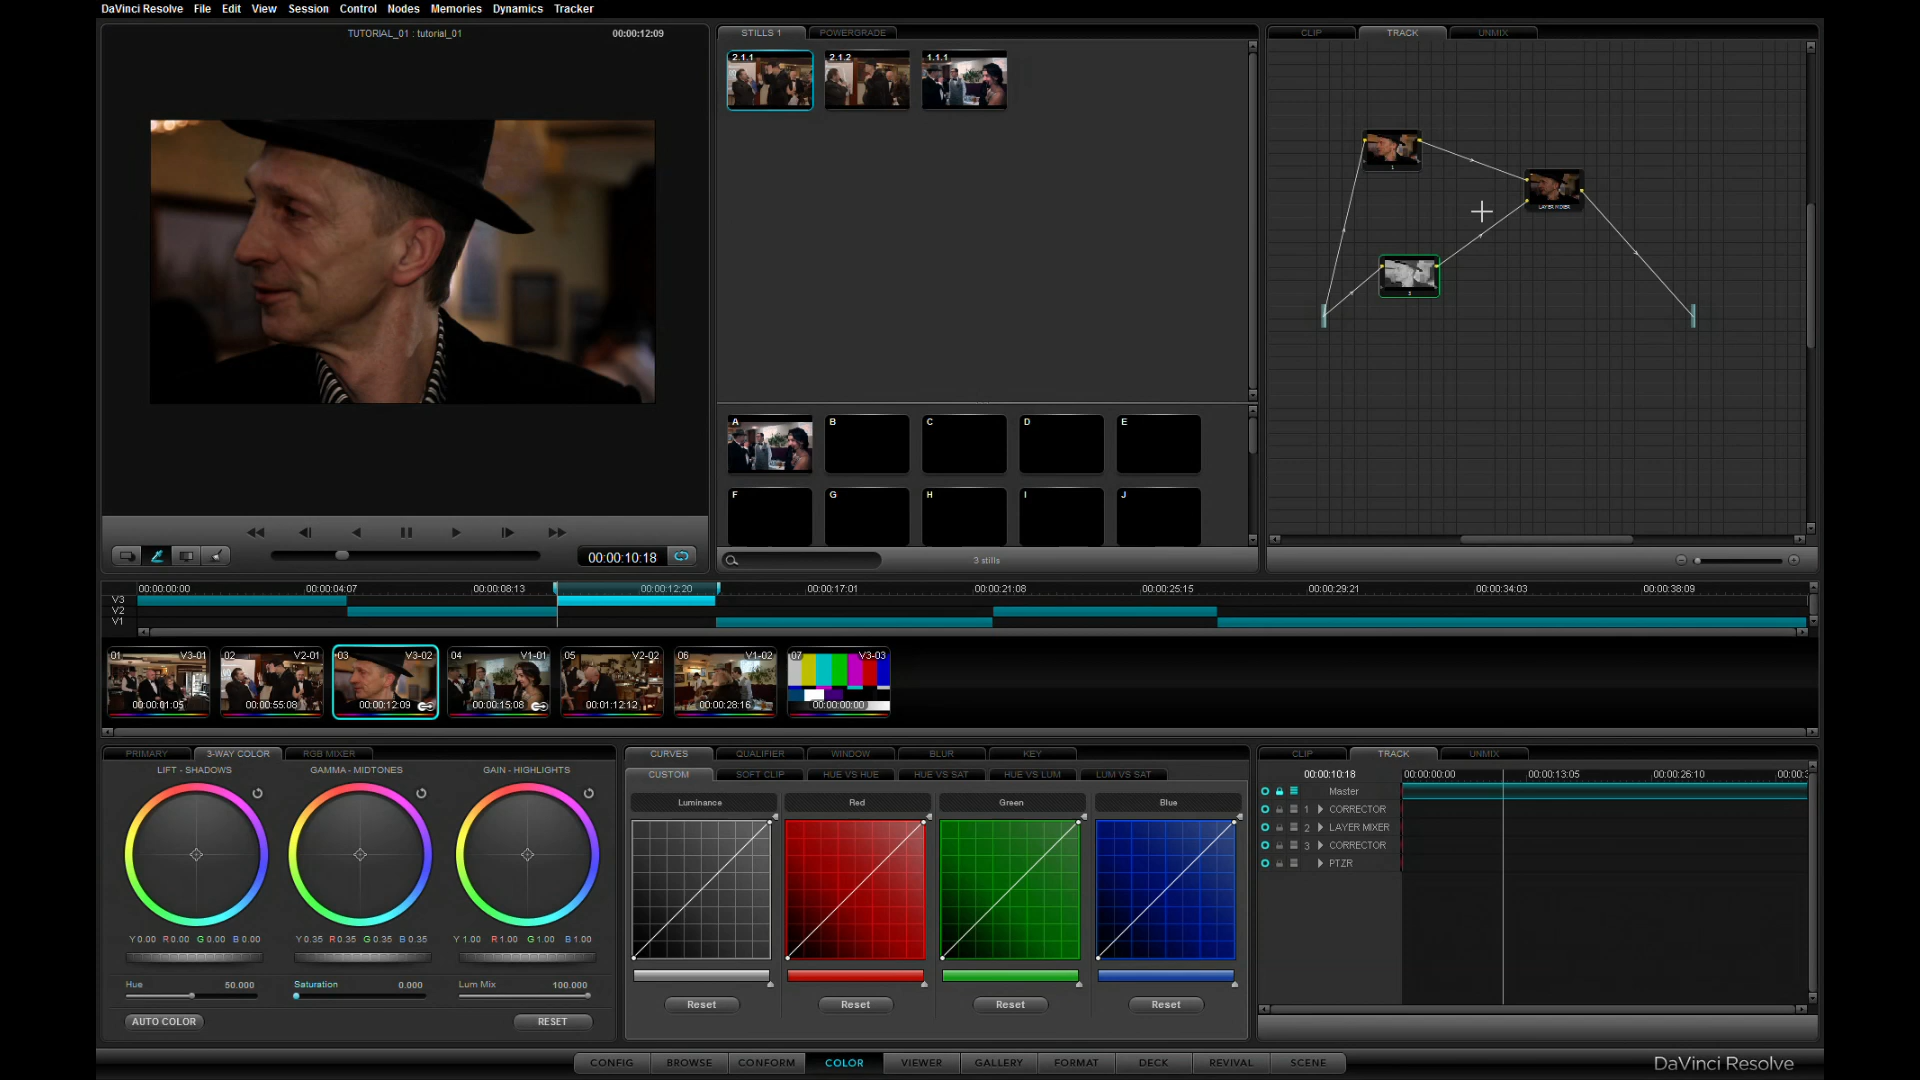 DaVinci Resolve File Edit View Session Control Nodes Memories Dynamics Tracker
TUTORIAL_01 : tutorial_01 00:00:12:09
STILLS 1 POWERGRADE
CLIP TRACK UNMIX
2.1.1 2.1.2 1.1.1
1
LAYER MIXER
A B C D E
F G H I J
00:00:10:18
3 stills
00:00:00:00 00:00:04:07 00:00:08:13 00:00:12:20 00:00:17:01 00:00:21:08 00:00:25:15 00:00:29:21 00:00:34:03 00:00:38:09
V3
V2
V1
01 V3-01 02 V2-01 03 V3-02 04 V1-01 05 V2-02 06 V1-02 07 V3-03
00:00:01:05 00:00:55:08 00:00:12:09 00:00:15:08 00:01:12:12 00:00:28:16 00:00:00:00
PRIMARY 3-WAY COLOR RGB MIXER
CURVES QUALIFIER WINDOW BLUR KEY
CLIP TRACK UNMIX
LIFT - SHADOWS GAMMA - MIDTONES GAIN - HIGHLIGHTS
CUSTOM SOFT CLIP HUE VS HUE HUE VS SAT HUE VS LUM LUM VS SAT
00:00:10:18 00:00:00:00 00:00:13:05 00:00:26:10
Luminance Red Green Blue
Master
1 CORRECTOR
2 LAYER MIXER
3 CORRECTOR
PTZR
Y 0.00 R 0.00 G 0.00 B 0.00 Y 0.35 R 0.35 G 0.35 B 0.35 Y 1.00 R 1.00 G 1.00 B 1.00
Hue 50.000 Saturation 0.000 Lum Mix 100.000
Reset Reset Reset Reset
AUTO COLOR RESET
CONFIG BROWSE CONFORM COLOR VIEWER GALLERY FORMAT DECK REVIVAL SCENE
DaVinci Resolve